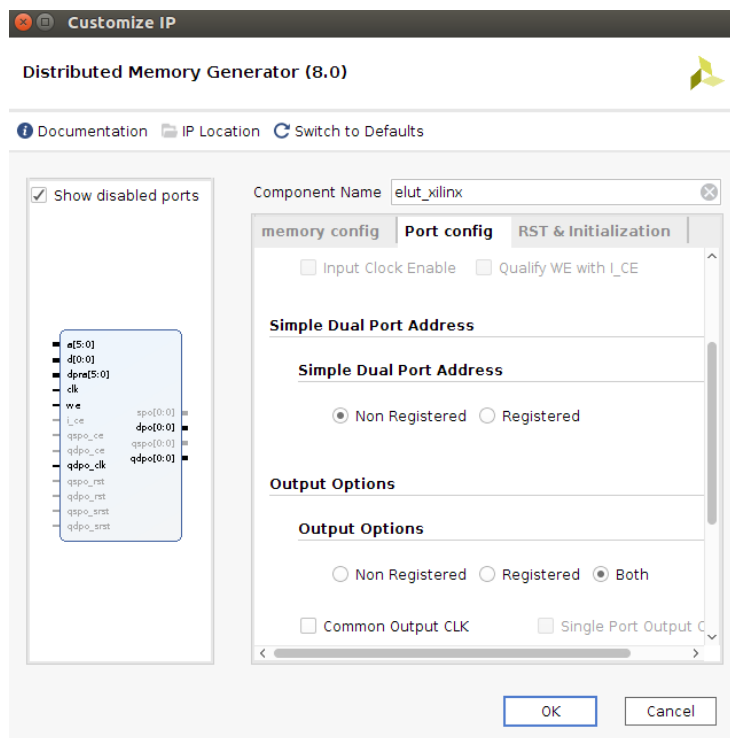 Customize IP
Distributed Memory Generator (8.0)
Documentation IP Location Switch to Defaults
Show disabled ports
a[5:0]
d[0:0]
dpra[5:0]
clk
we
i_ce
qspo_ce
qdpo_ce
qdpo_clk
qspo_rst
qdpo_rst
qspo_srst
qdpo_srst
spo[0:0]
dpo[0:0]
qspo[0:0]
qdpo[0:0]
Component Name elut_xilinx
memory config Port config RST & Initialization
Input Clock Enable Qualify WE with I_CE
Simple Dual Port Address
Simple Dual Port Address
Non Registered Registered
Output Options
Output Options
Non Registered Registered Both
Common Output CLK Single Port Output C
OK Cancel